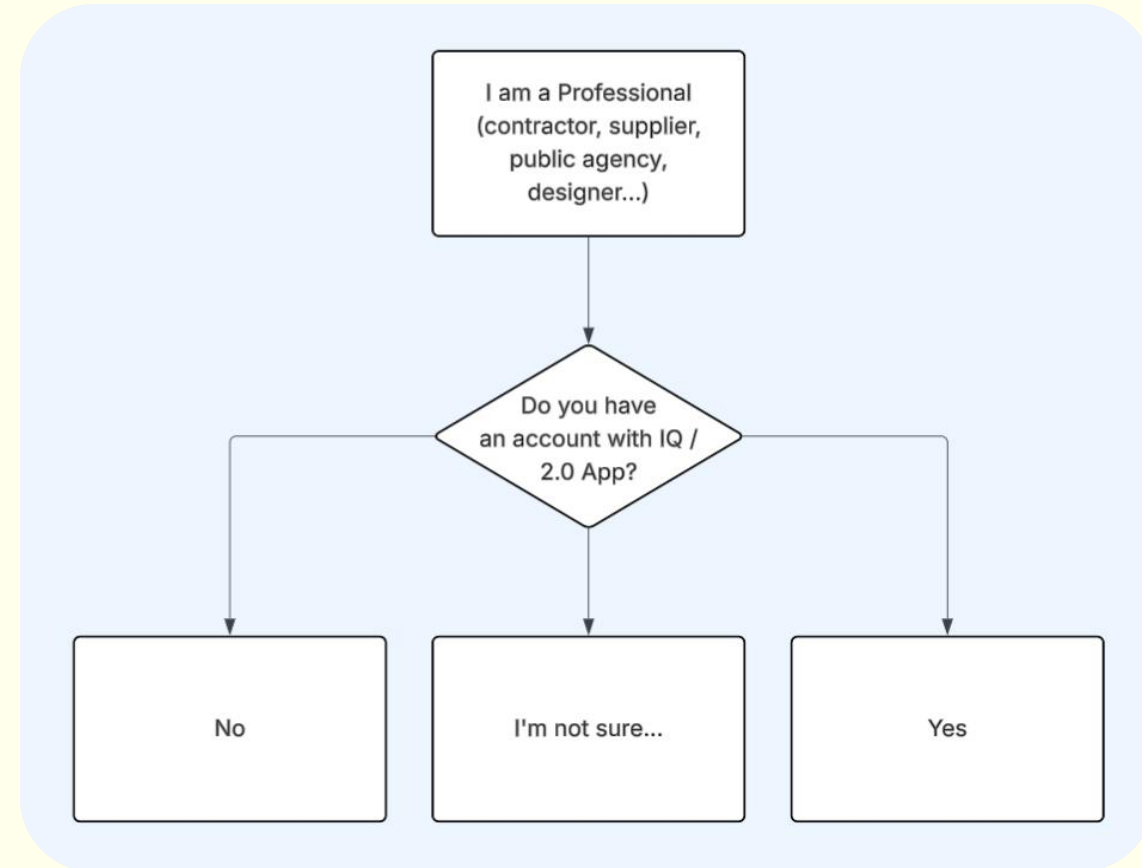 I am a Professional
(contractor, supplier,
public agency,
designer...)
Do you have
an account with IQ /
2.0 App?
No
I'm not sure...
Yes